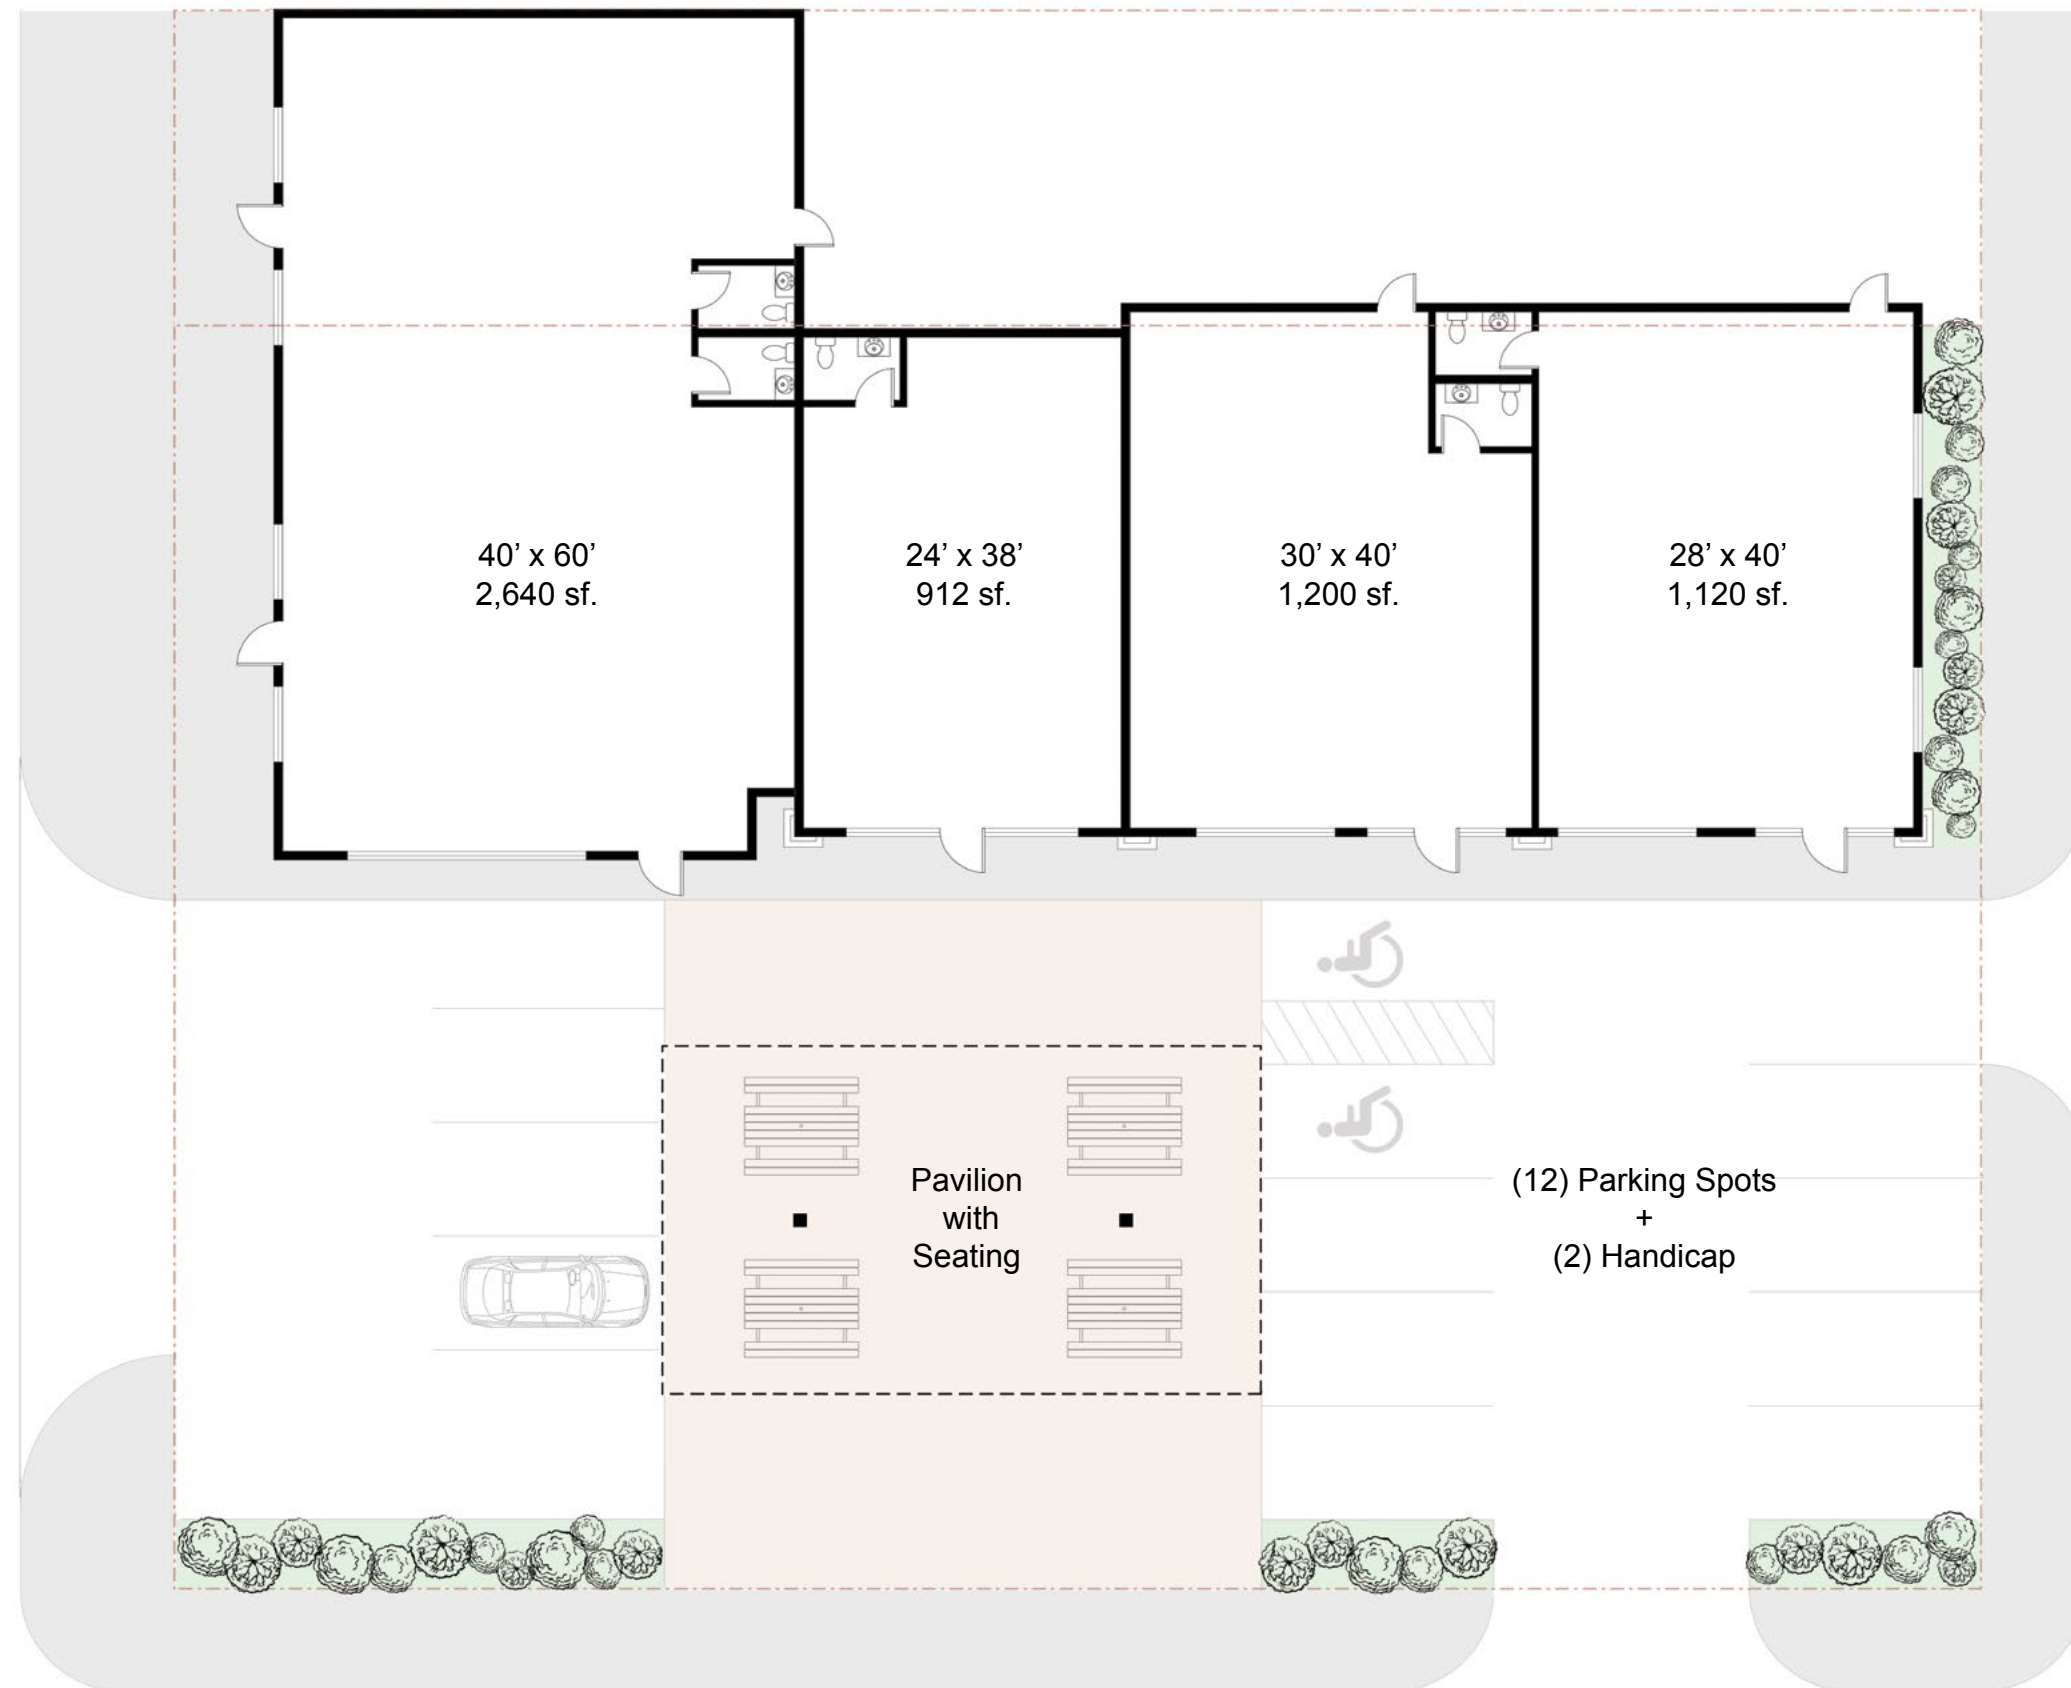 40’ x 60’
2,640 sf.
24’ x 38’
912 sf.
30’ x 40’
1,200 sf.
28’ x 40’
1,120 sf.
Pavilion
with
Seating
(12) Parking Spots
+
(2) Handicap